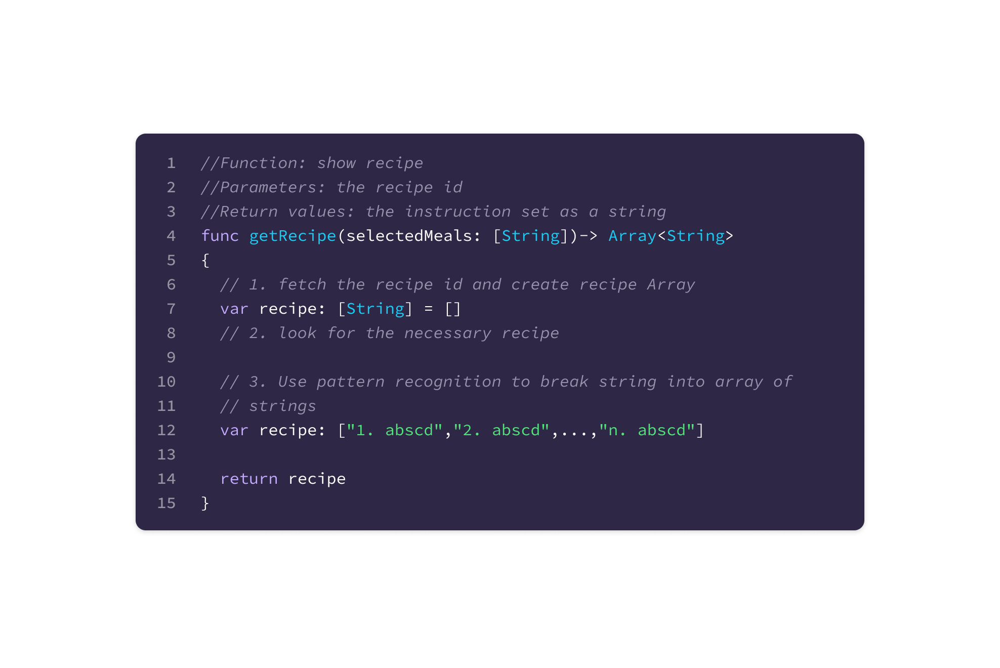 1 //Function: show recipe
2 //Parameters: the recipe id
3 //Return values: the instruction set as a string
4 func getRecipe(selectedMeals: [String])-> Array<String>
5 {
6   // 1. fetch the recipe id and create recipe Array
7   var recipe: [String] = []
8   // 2. look for the necessary recipe
9
10   // 3. Use pattern recognition to break string into array of
11   // strings
12   var recipe: ["1. abscd","2. abscd",...,"n. abscd"]
13
14   return recipe
15 }